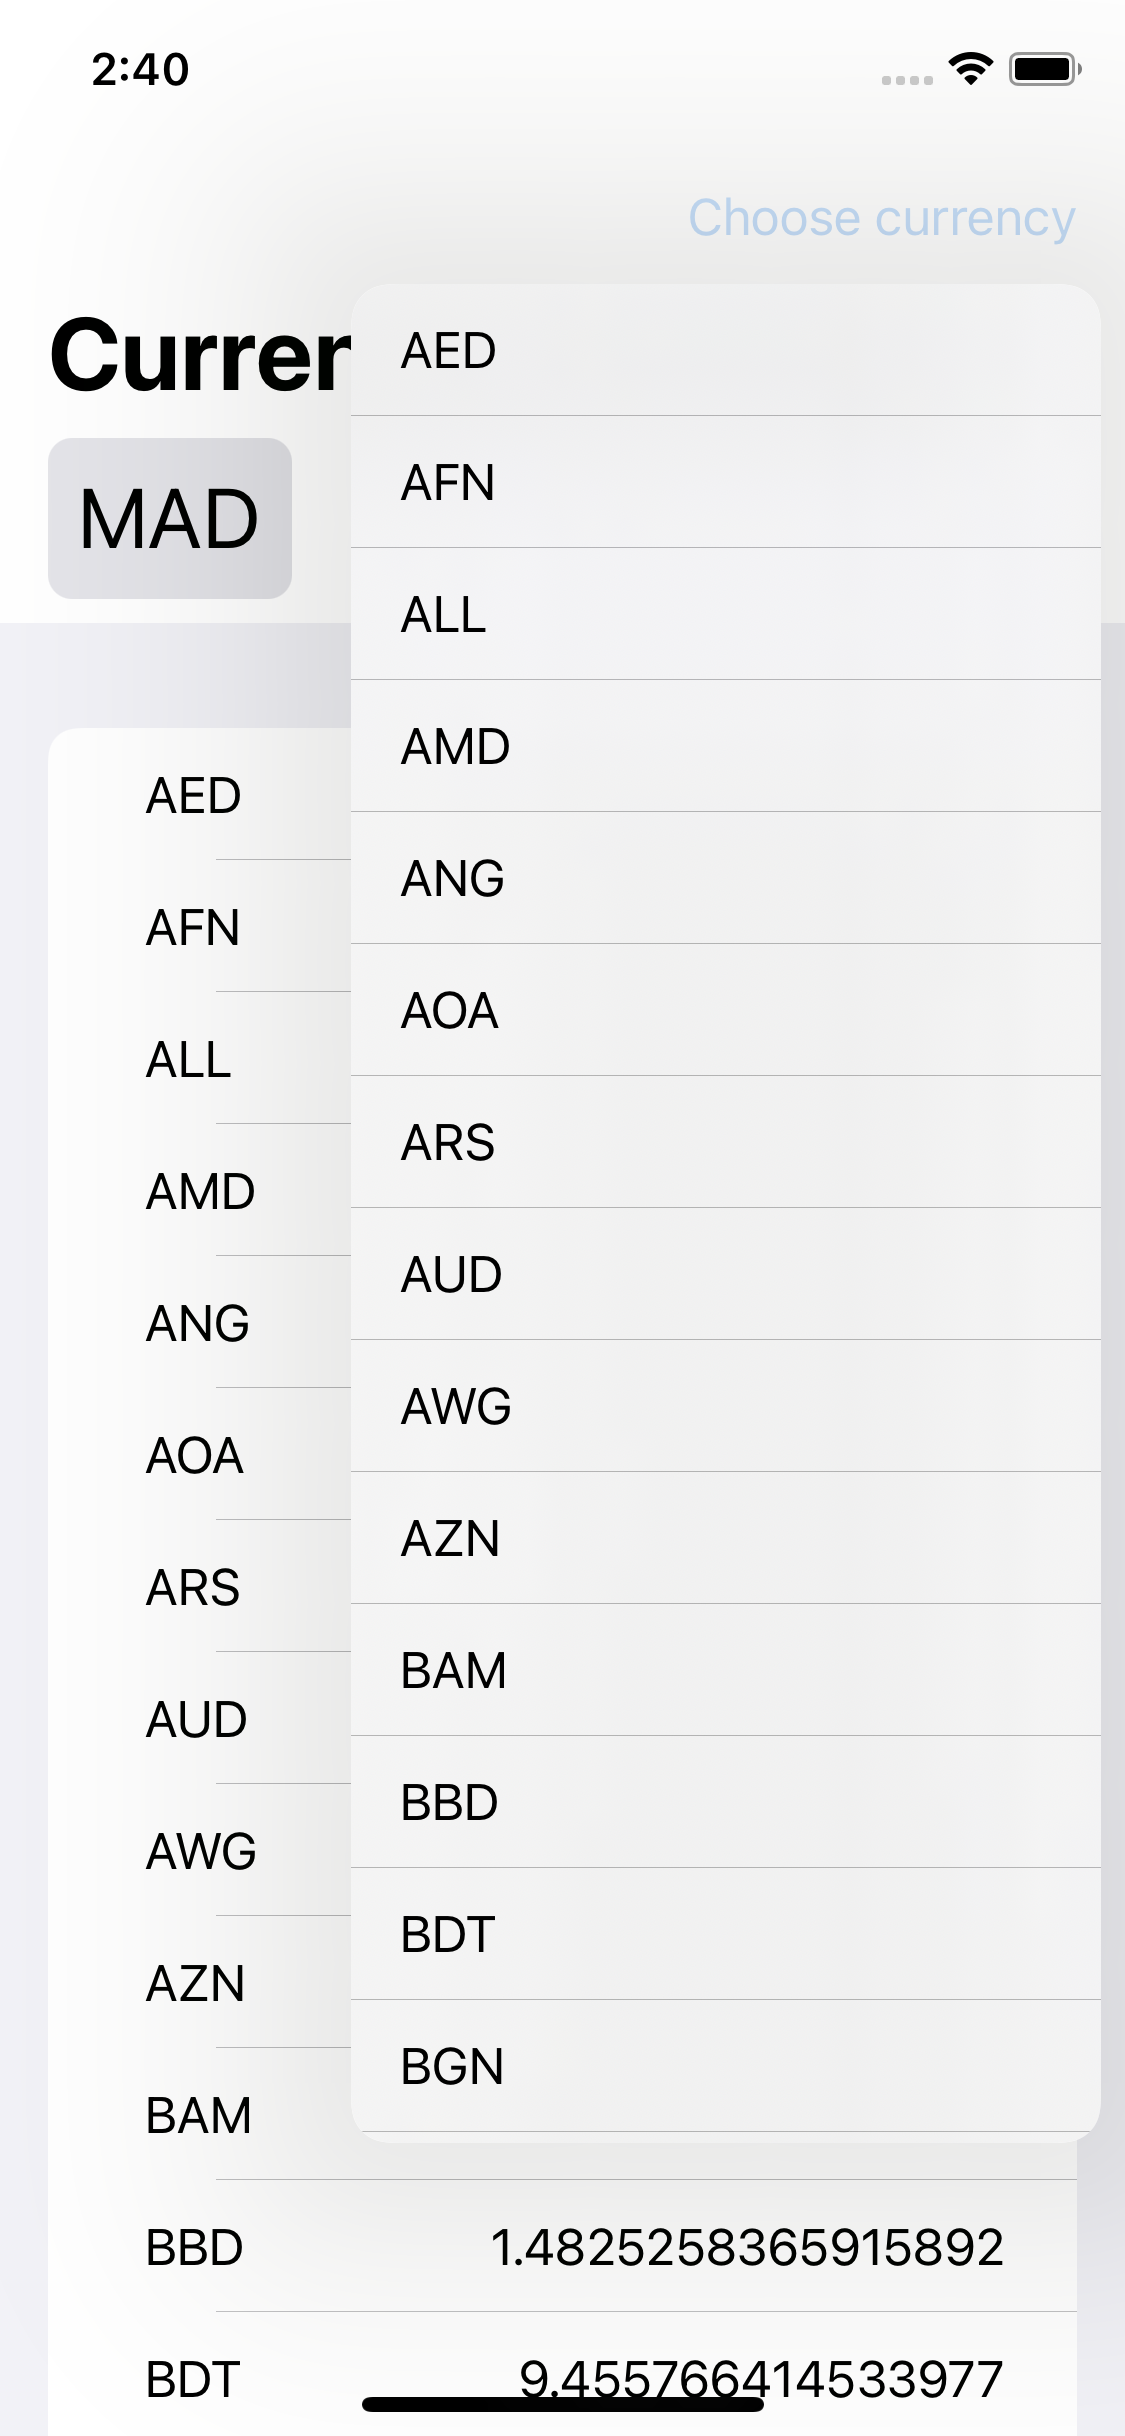 2:40
Choose currency
Curren
MAD
AED
AFN
ALL
AMD
ANG
AOA
ARS
AUD
AWG
AZN
BAM
BBD
BDT
BGN
AED
AFN
ALL
AMD
ANG
AOA
ARS
AUD
AWG
AZN
BAM
BBD 1.4825258365915892
BDT 9.455766414533977